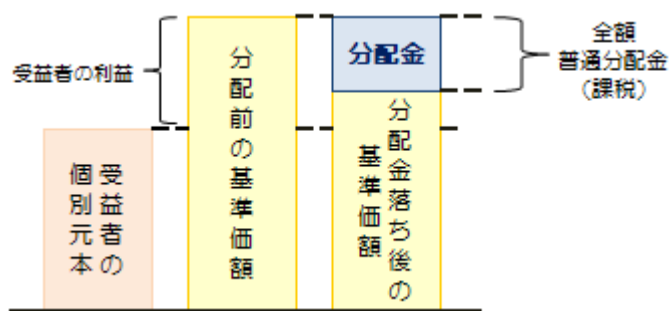 受益者の利益
受益者の
個別元本
分配前の基準価額
分配金
分配金落ち後の
基準価額
全額
普通分配金
(課税)